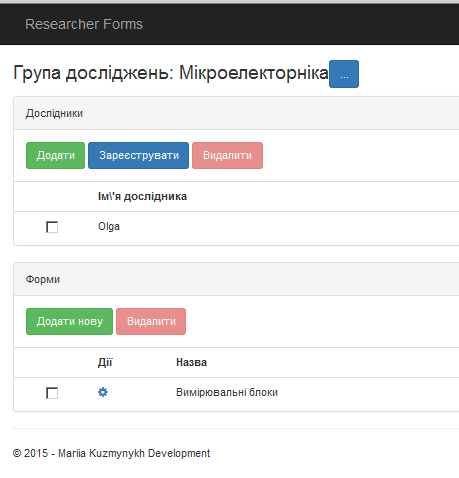 Researcher Forms
Група досліджень: Мікроелекторніка ...
Дослідники
Додати Зареєструвати Видалити
Ім\'я дослідника
Olga
Форми
Додати нову Видалити
Дії Назва
Вимірювальні блоки
© 2015 - Mariia Kuzmynykh Development